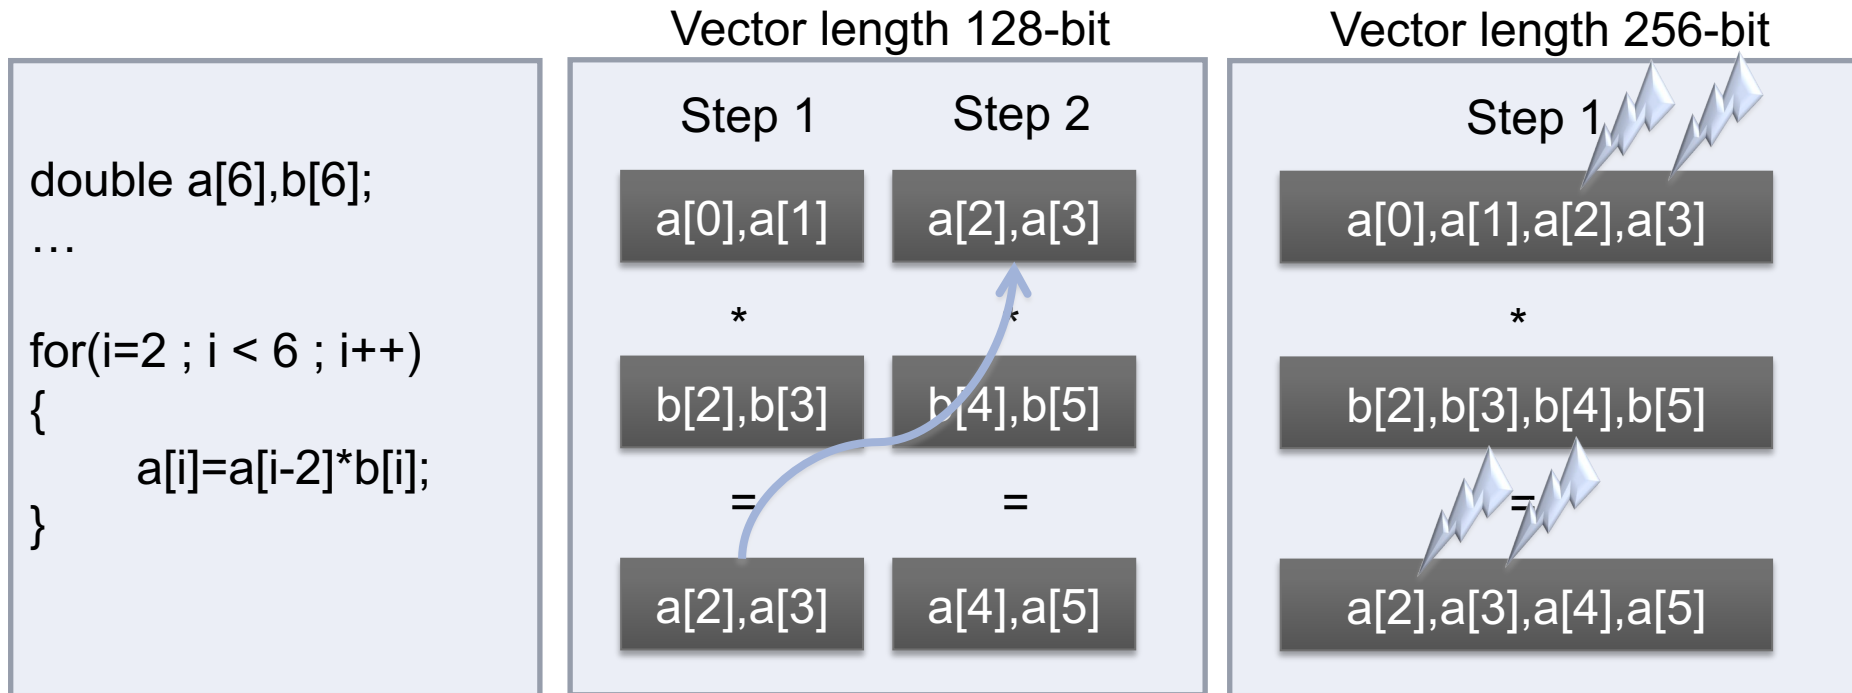 double a[6],b[6];
…
for(i=2 ; i < 6 ; i++)
{
a[i]=a[i-2]*b[i];
}
Vector length 128-bit
Step 1 Step 2
a[0],a[1] a[2],a[3]
* *
b[2],b[3] b[4],b[5]
= =
a[2],a[3] a[4],a[5]
Vector length 256-bit
Step 1
a[0],a[1],a[2],a[3]
*
b[2],b[3],b[4],b[5]
=
a[2],a[3],a[4],a[5]